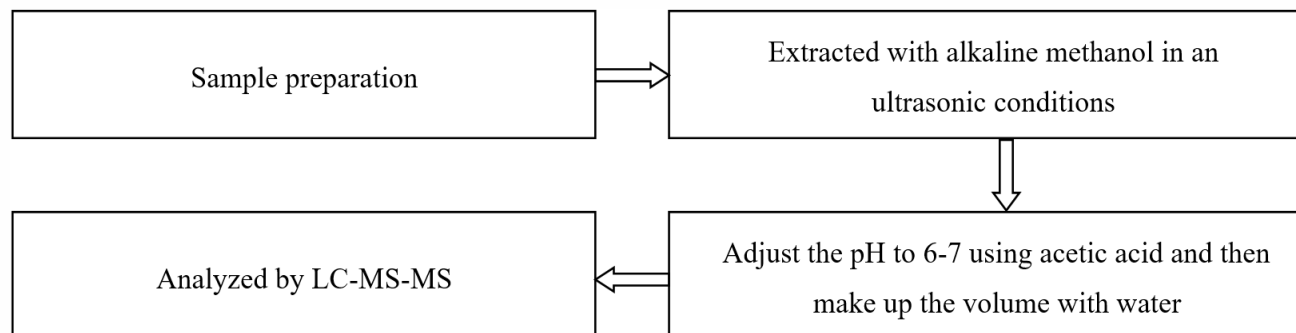 Sample preparation
Extracted with alkaline methanol in an
ultrasonic conditions
Adjust the pH to 6-7 using acetic acid and then
make up the volume with water
Analyzed by LC-MS-MS